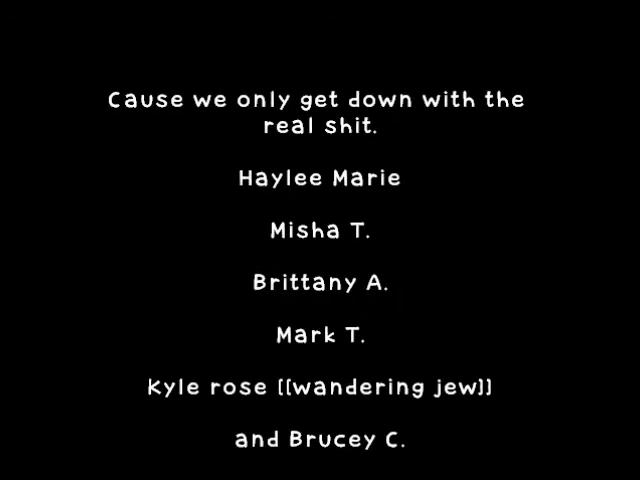 Cause we only get down with the
real shit.
Haylee Marie
Misha T.
Brittany A.
Mark T.
Kyle rose [[wandering jew]]
and Brucey C.